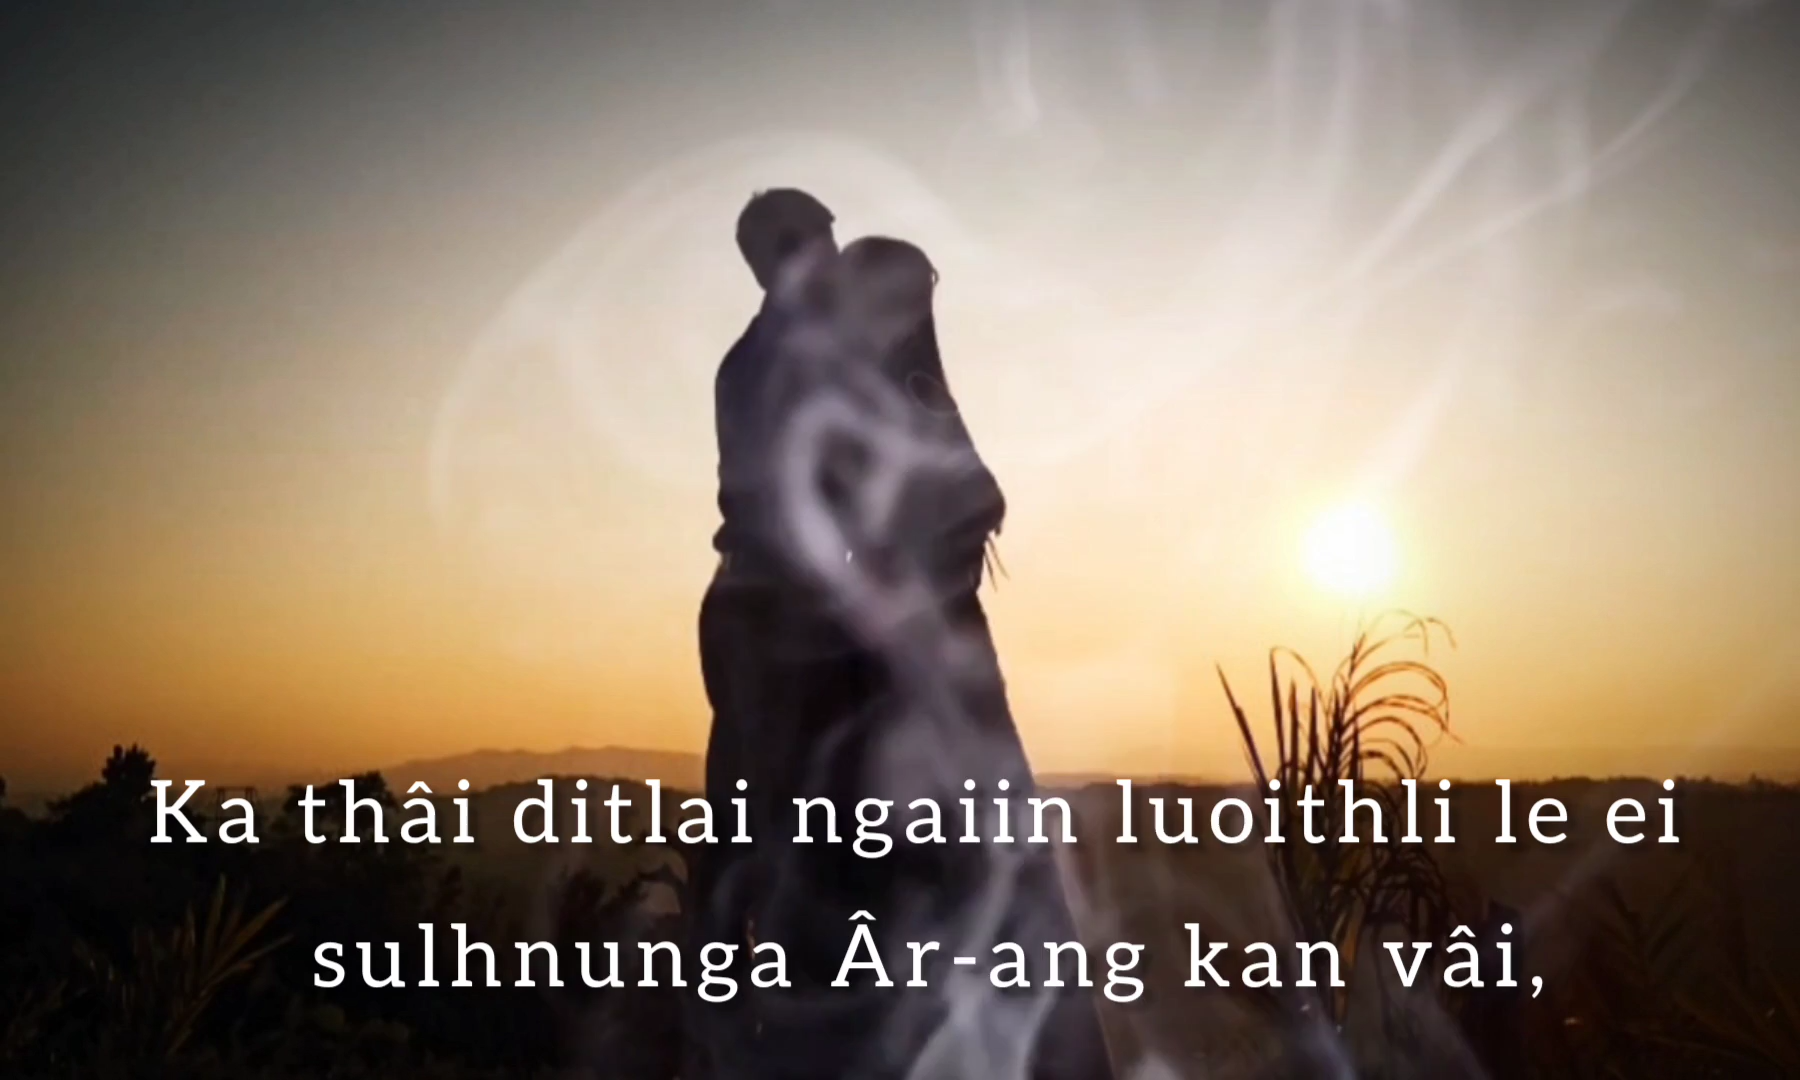 Ka thâi ditlai ngaiin luoithli le ei
sulhnunga Âr-ang kan vâi,